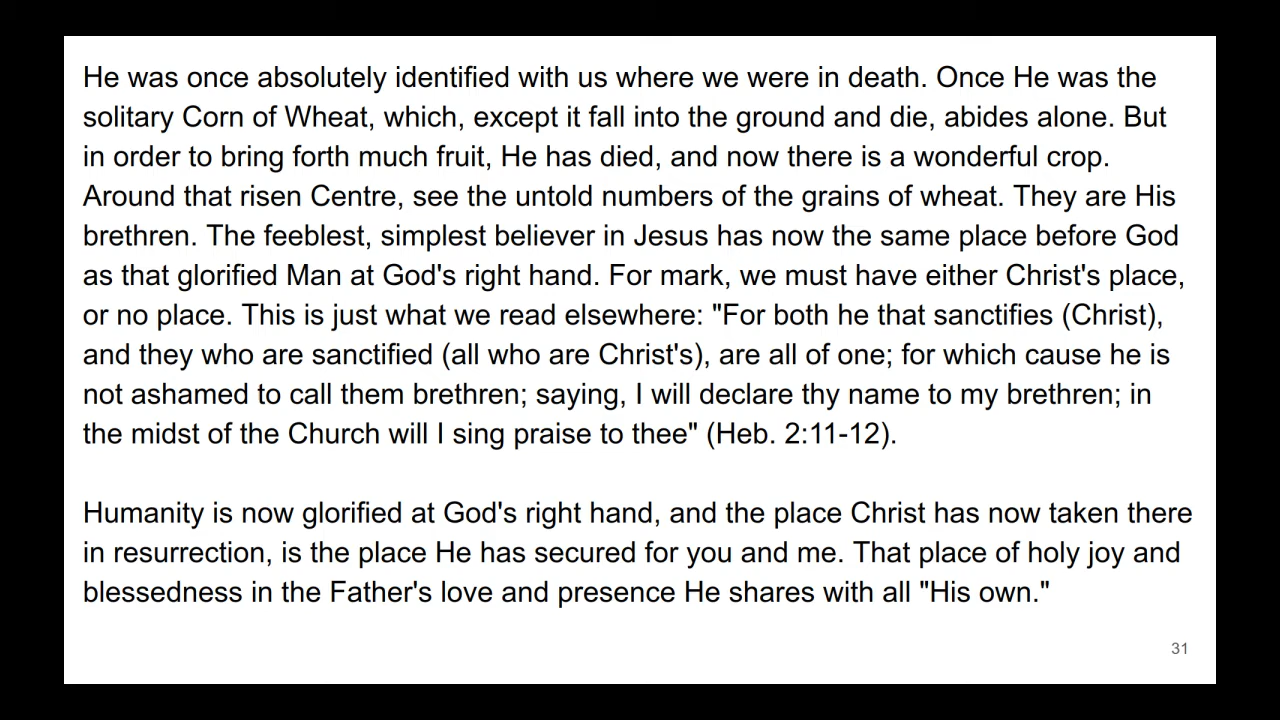 He was once absolutely identified with us where we were in death. Once He was the
solitary Corn of Wheat, which, except it fall into the ground and die, abides alone. But
in order to bring forth much fruit, He has died, and now there is a wonderful crop.
Around that risen Centre, see the untold numbers of the grains of wheat. They are His
brethren. The feeblest, simplest believer in Jesus has now the same place before God
as that glorified Man at God's right hand. For mark, we must have either Christ's place,
or no place. This is just what we read elsewhere: "For both he that sanctifies (Christ),
and they who are sanctified (all who are Christ's), are all of one; for which cause he is
not ashamed to call them brethren; saying, I will declare thy name to my brethren; in
the midst of the Church will I sing praise to thee" (Heb. 2:11-12).
Humanity is now glorified at God's right hand, and the place Christ has now taken there
in resurrection, is the place He has secured for you and me. That place of holy joy and
blessedness in the Father's love and presence He shares with all "His own."
31